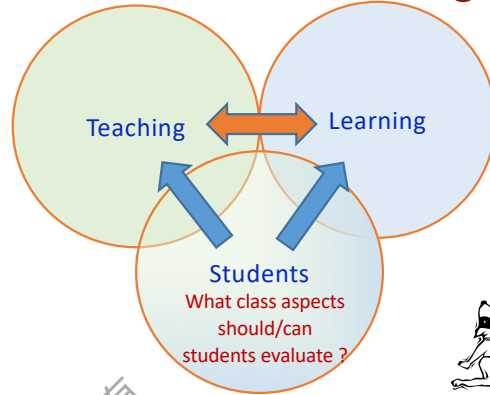 Teaching
Learning
Students
What class aspects
should/can
students evaluate ?